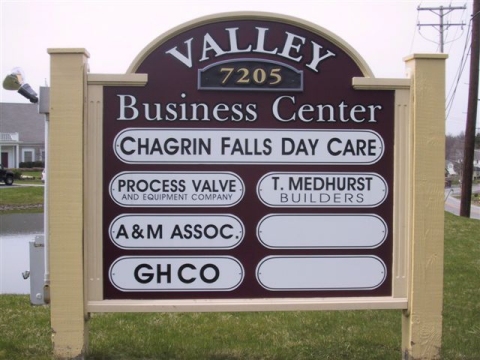 VALLEY
7205
Business Center
CHAGRIN FALLS DAY CARE
PROCESS VALVE
AND EQUIPMENT COMPANY
T. MEDHURST
BUILDERS
A & M ASSOC.
GHCO